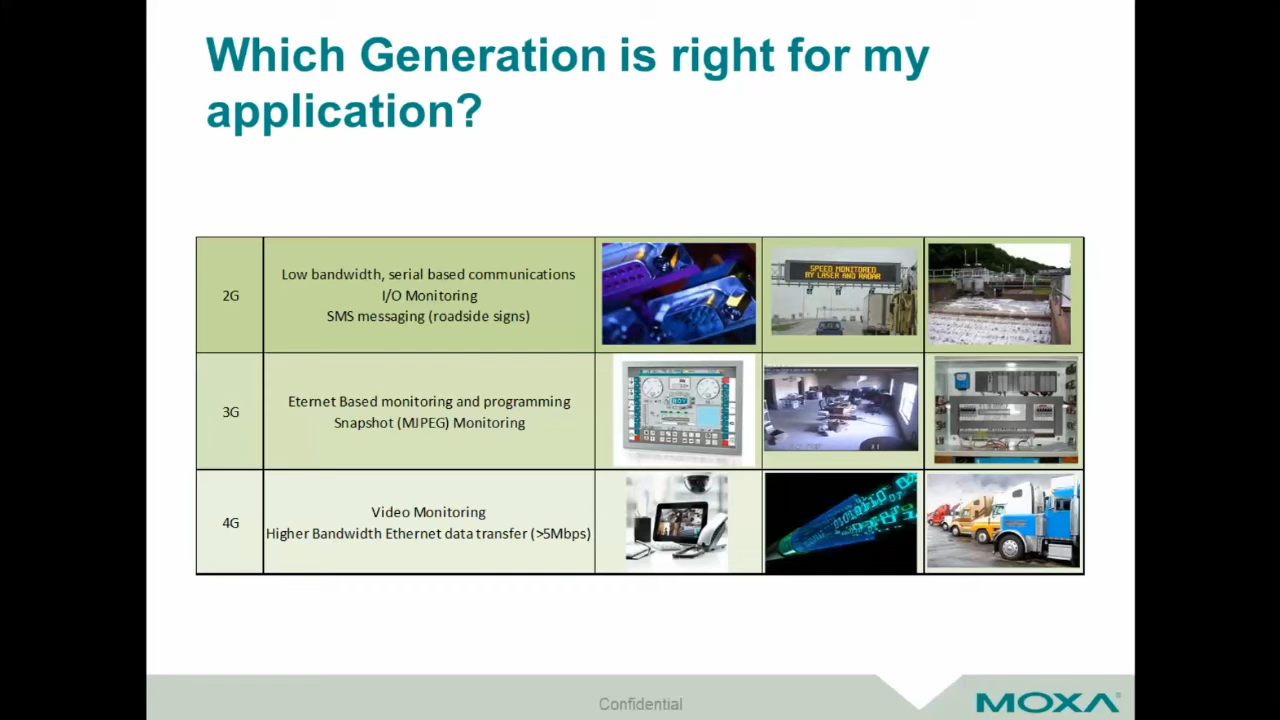 Which Generation is right for my
application?
2G
Low bandwidth, serial based communications
I/O Monitoring
SMS messaging (roadside signs)
SPEED MONITORED
BY LASER AND RADAR
3G
Eternet Based monitoring and programming
Snapshot (MJPEG) Monitoring
4G
Video Monitoring
Higher Bandwidth Ethernet data transfer (>5Mbps)
Confidential
MOXA®